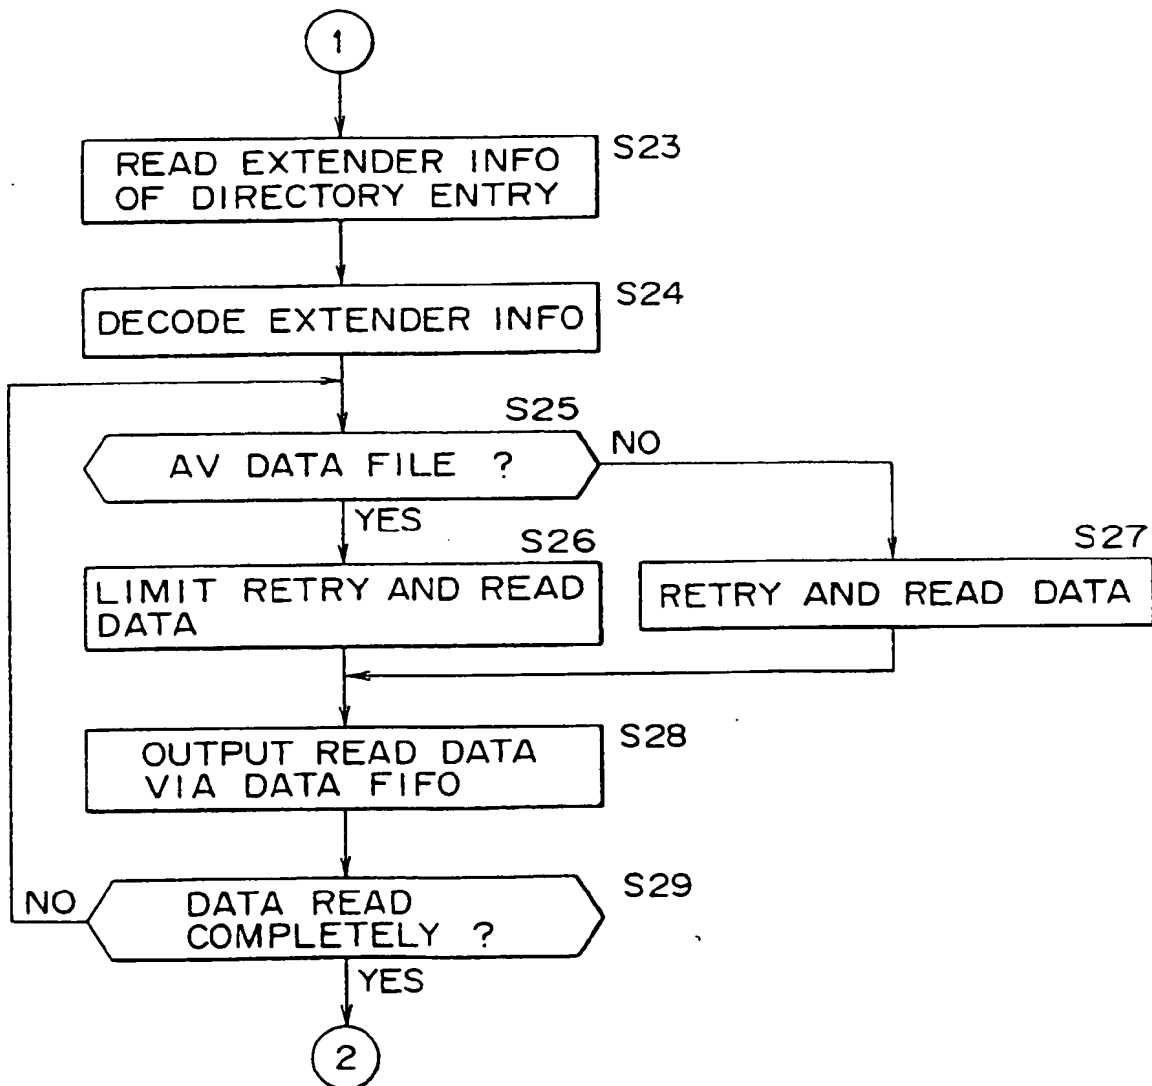 1
S23
READ EXTENDER INFO
OF DIRECTORY ENTRY
S24
DECODE EXTENDER INFO
S25
AV DATA FILE ?
NO
YES
S26
LIMIT RETRY AND READ
DATA
S27
RETRY AND READ DATA
S28
OUTPUT READ DATA
VIA DATA FIFO
S29
DATA READ
COMPLETELY ?
NO
YES
2